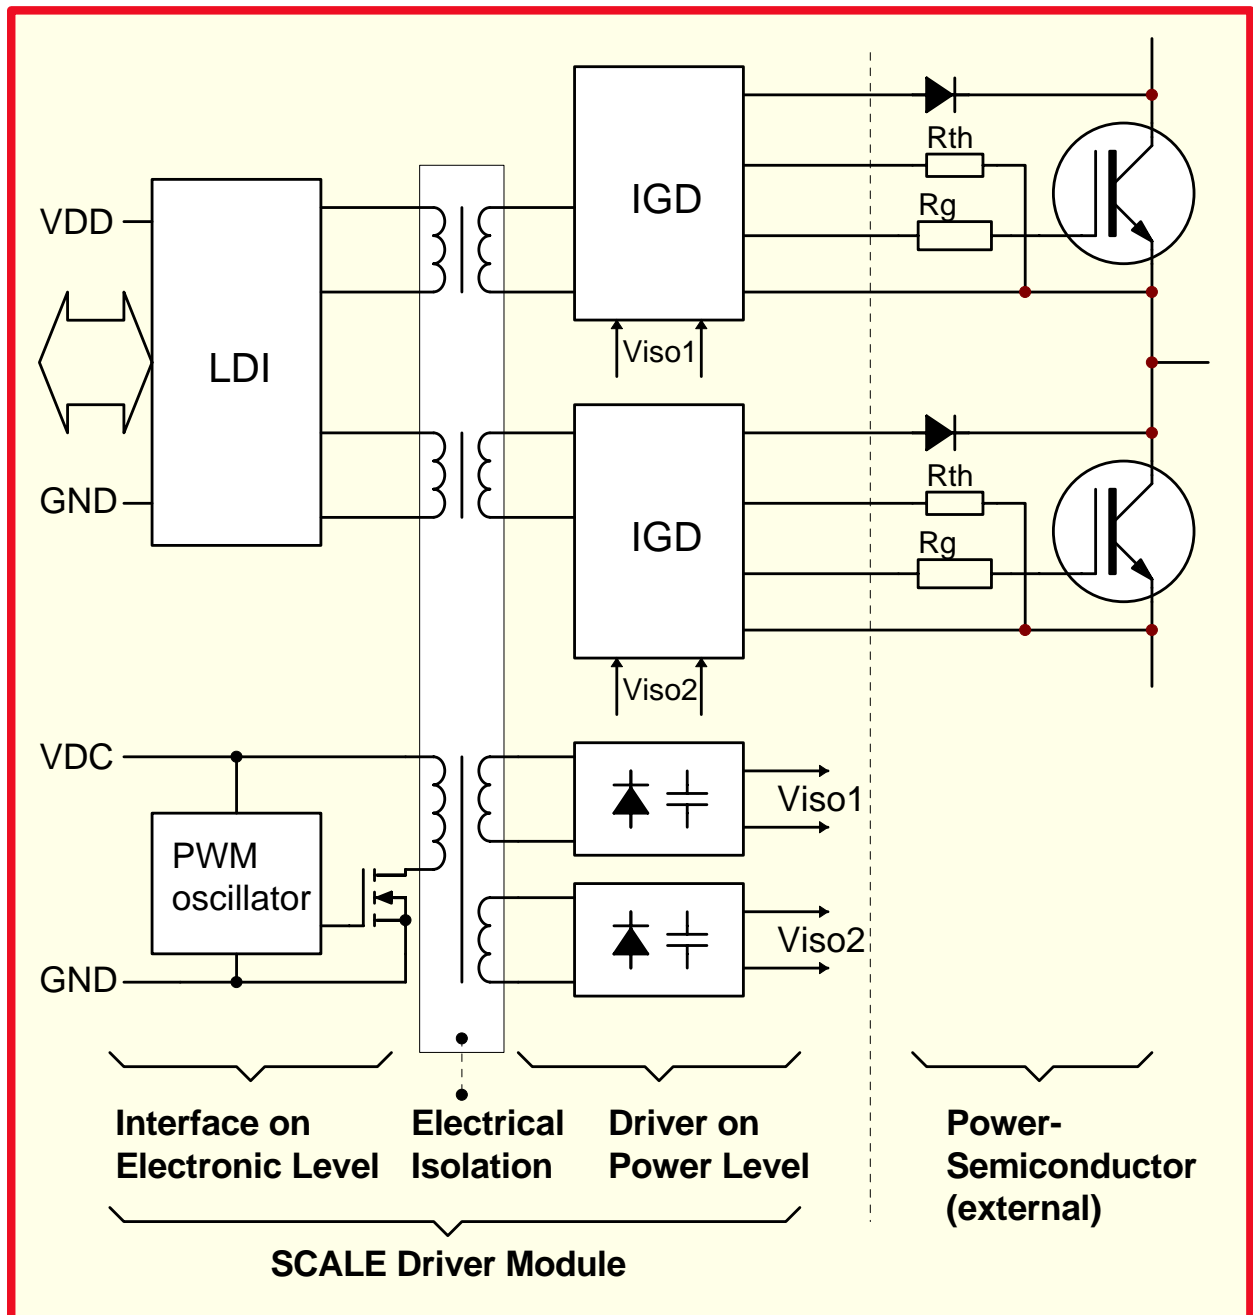 Rth
IGD
Rg
VDD
Viso1
LDI
Rth
GND
IGD
Rg
Viso2
VDC
Viso1
PWM
oscillator
Viso2
GND
Interface on
Electronic Level
Electrical
Isolation
Driver on
Power Level
Power-
Semiconductor
(external)
SCALE Driver Module